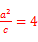 a²/c = 4